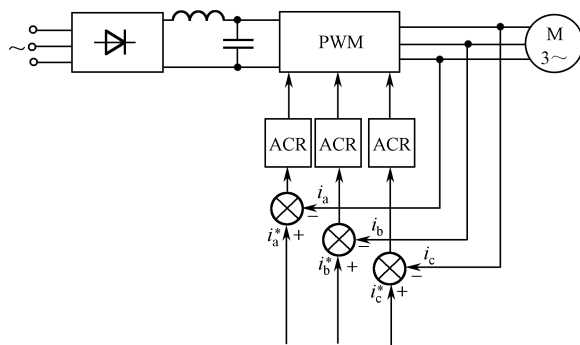 ~
PWM
M
3~
ACR ACR ACR
i_a
i_a^* + −
i_b
i_b^* + −
i_c
i_c^* + −